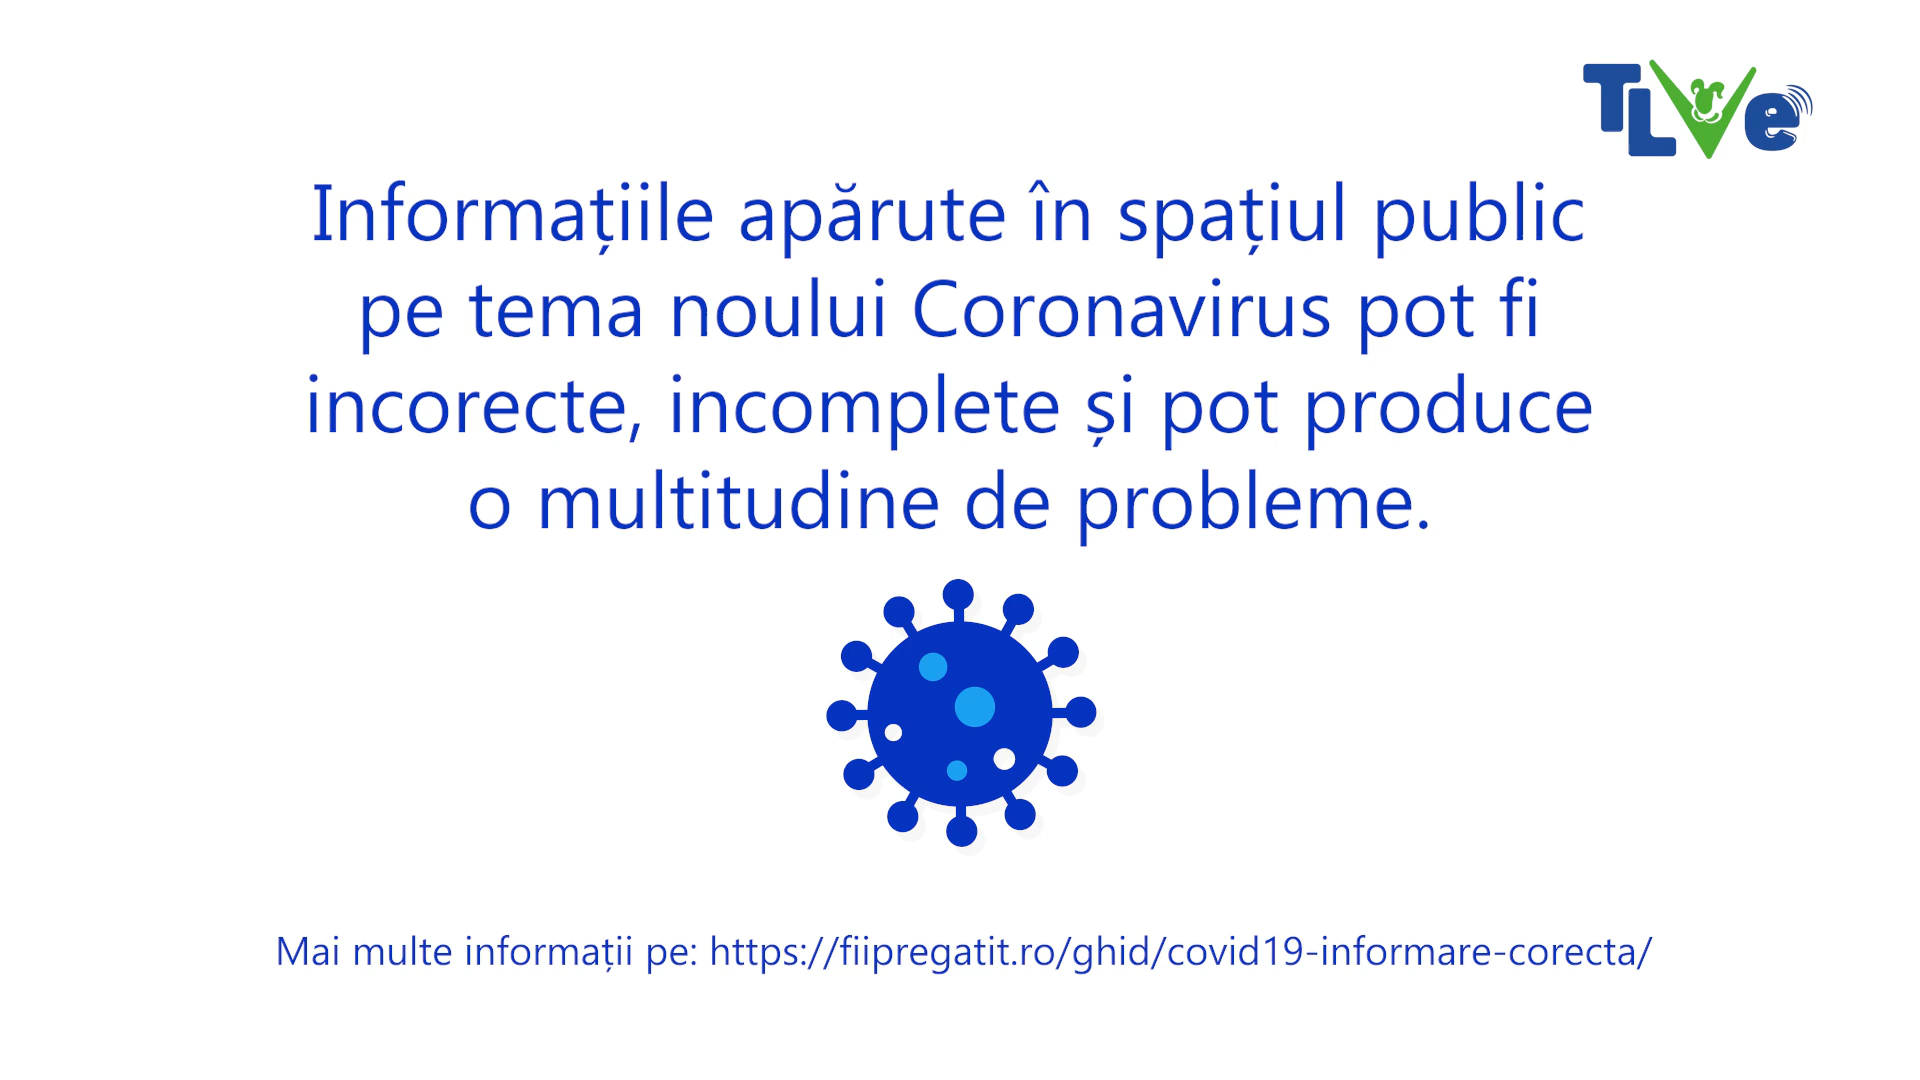 TLVe
Informațiile apărute în spațiul public
pe tema noului Coronavirus pot fi
incorecte, incomplete și pot produce
o multitudine de probleme.
Mai multe informații pe: https://fiipregatit.ro/ghid/covid19-informare-corecta/